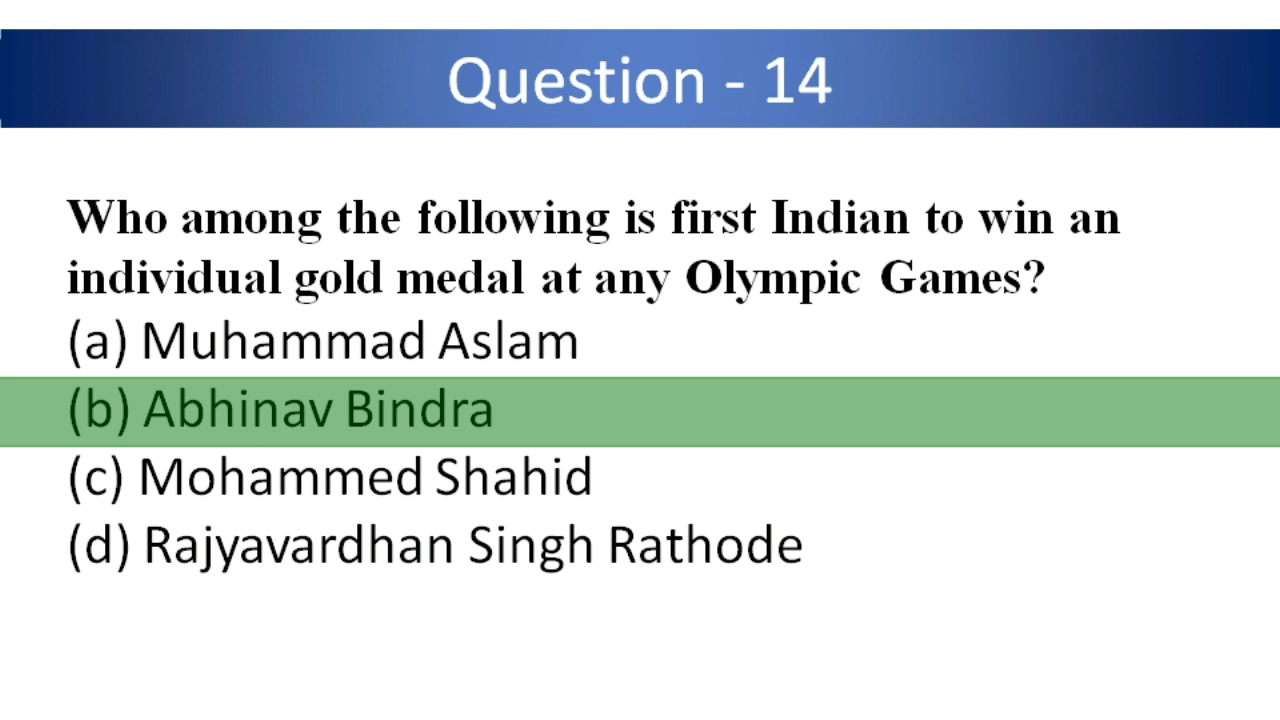 Question - 14
Who among the following is first Indian to win an
individual gold medal at any Olympic Games?
(a) Muhammad Aslam
(b) Abhinav Bindra
(c) Mohammed Shahid
(d) Rajyavardhan Singh Rathode